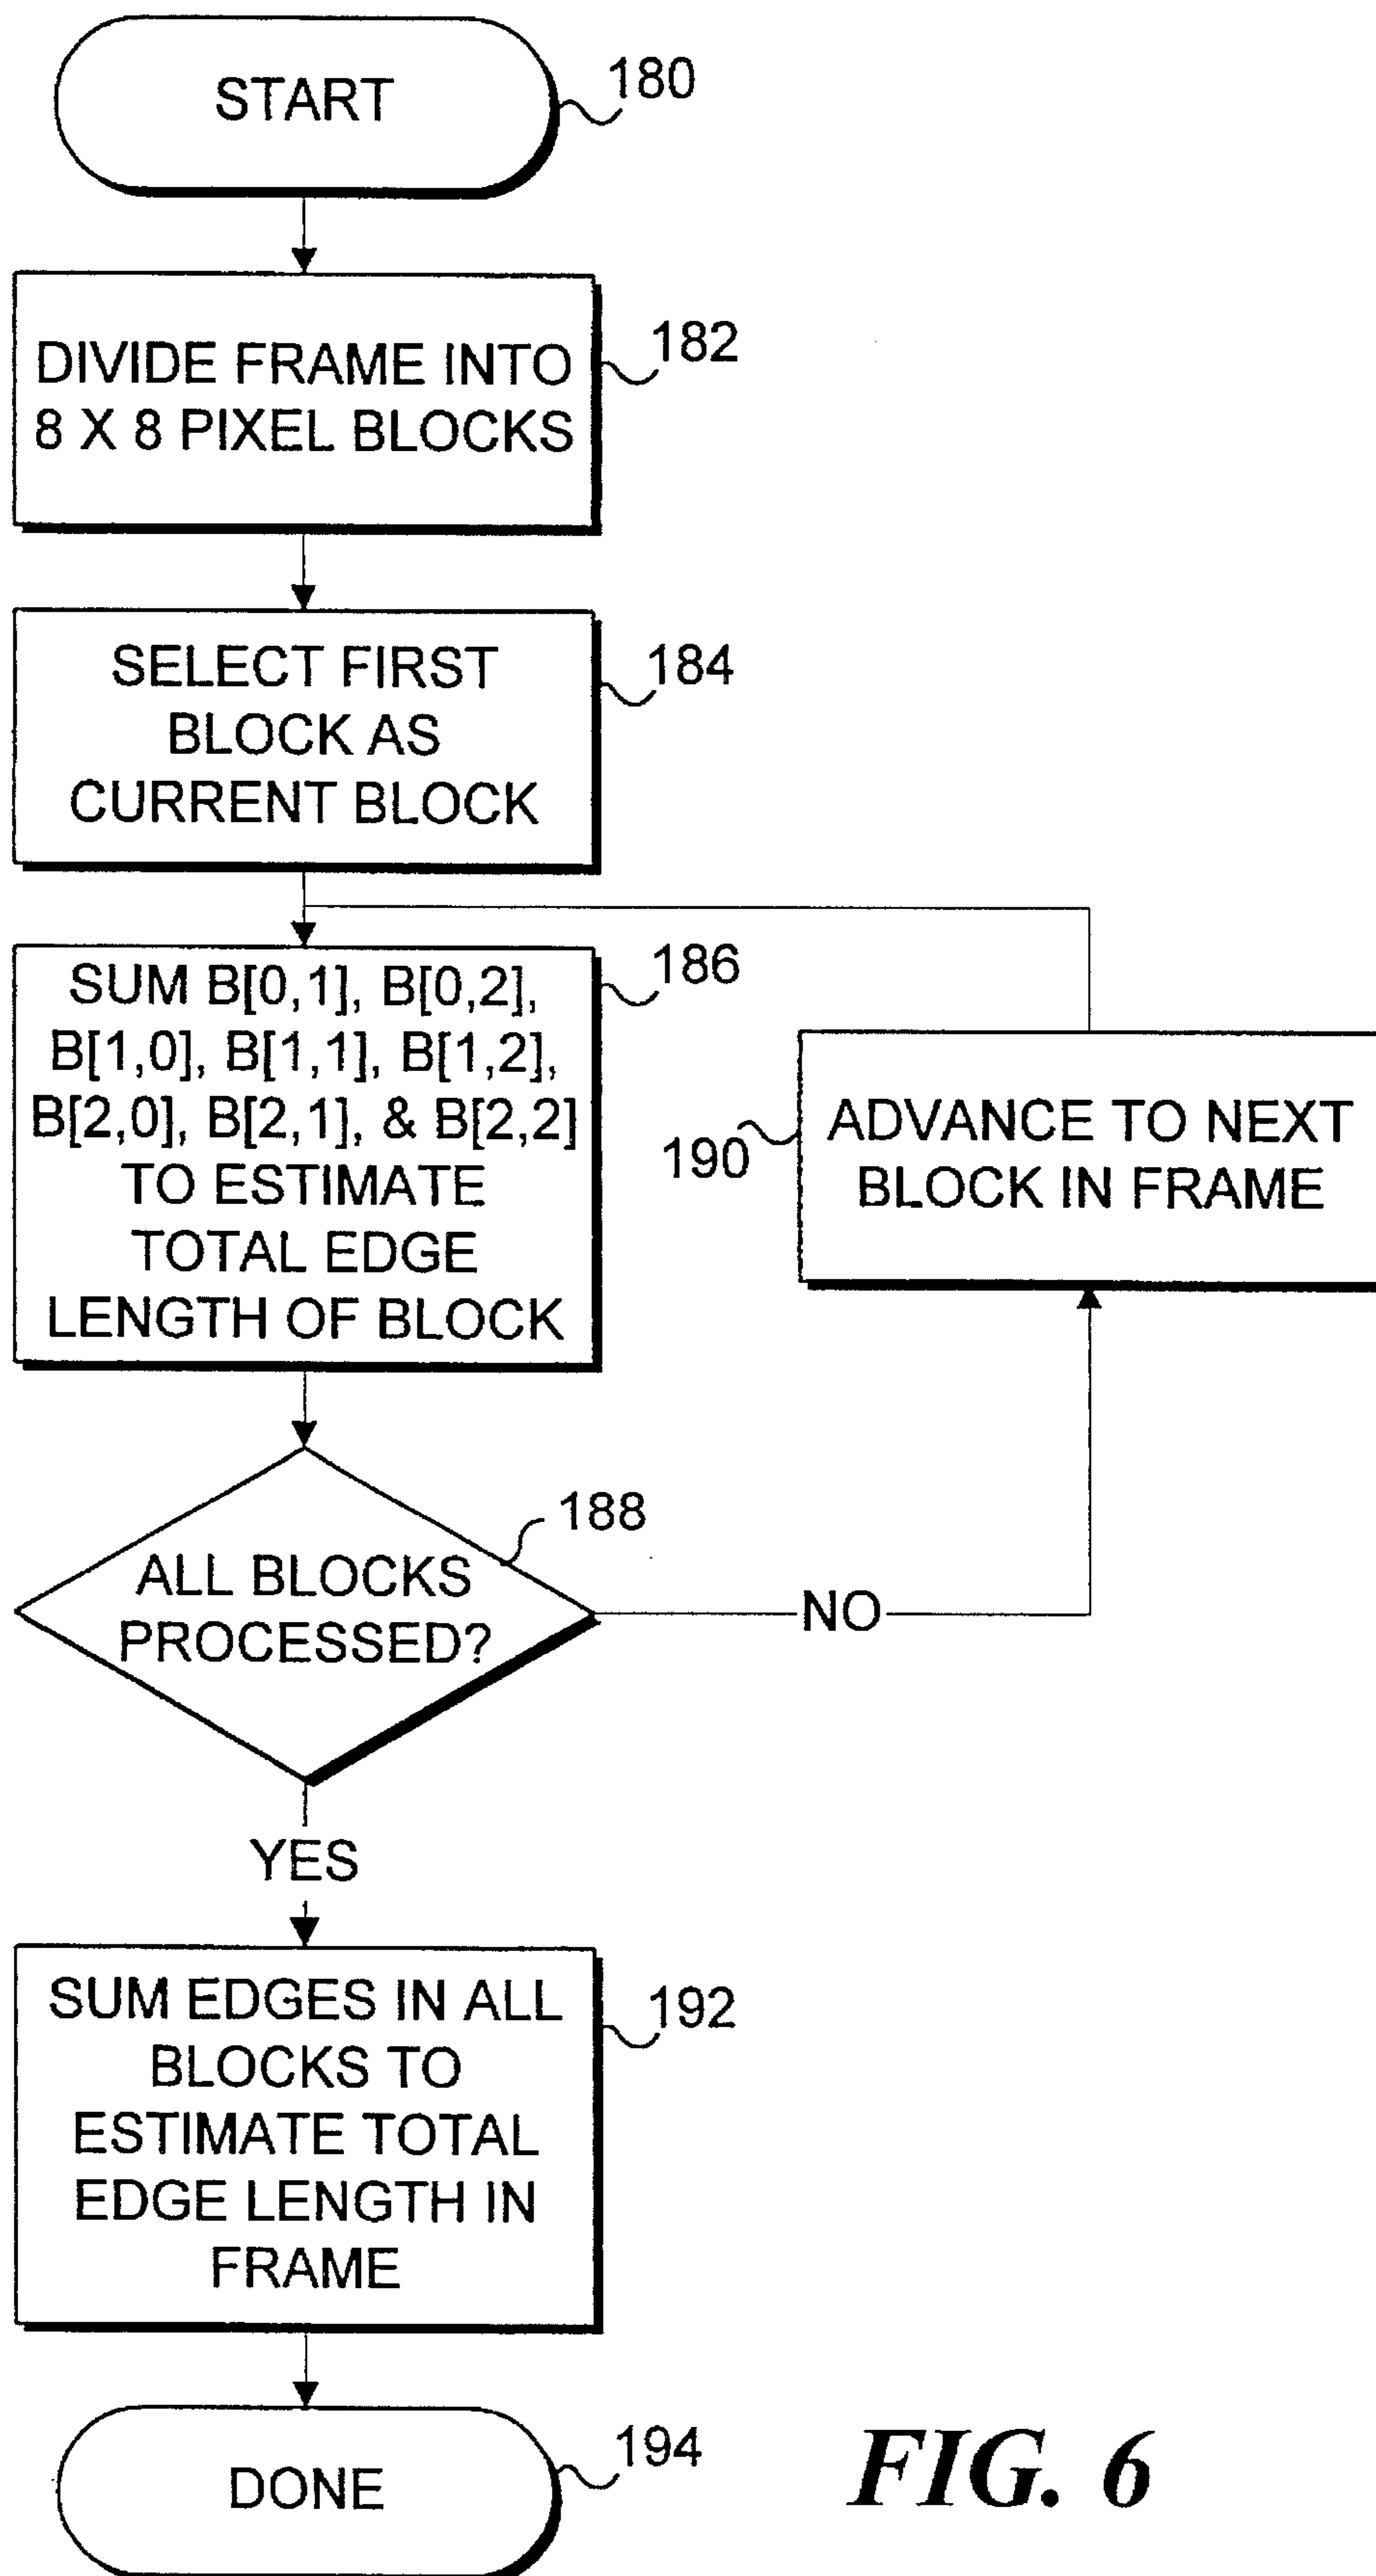 START
180
DIVIDE FRAME INTO
8 X 8 PIXEL BLOCKS
182
SELECT FIRST
BLOCK AS
CURRENT BLOCK
184
SUM B[0,1], B[0,2],
B[1,0], B[1,1], B[1,2],
B[2,0], B[2,1], & B[2,2]
TO ESTIMATE
TOTAL EDGE
LENGTH OF BLOCK
186
ADVANCE TO NEXT
BLOCK IN FRAME
190
ALL BLOCKS
PROCESSED?
188
NO
YES
SUM EDGES IN ALL
BLOCKS TO
ESTIMATE TOTAL
EDGE LENGTH IN
FRAME
192
DONE
194
FIG. 6